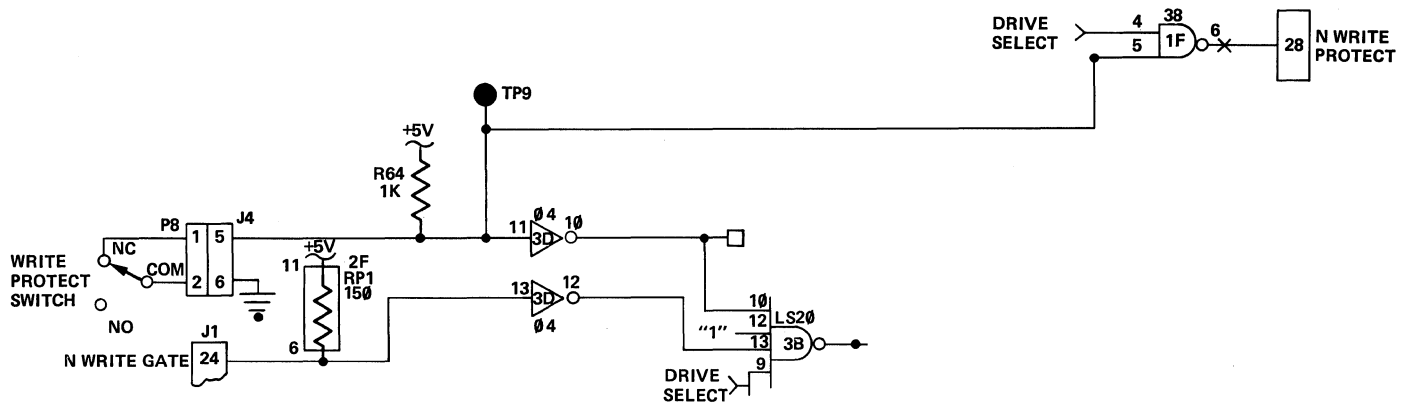 DRIVE
SELECT
4
5
38
1F
6
28
N WRITE
PROTECT
TP9
+5V
R64
1K
P8
J4
1
5
2
6
NC
COM
NO
WRITE
PROTECT
SWITCH
11
Ø4
3D
1Ø
+5V
11
2F
RP1
15Ø
6
13
3D
12
Ø4
J1
24
N WRITE GATE
1Ø
12
"1"
13
9
LS2Ø
3B
DRIVE
SELECT